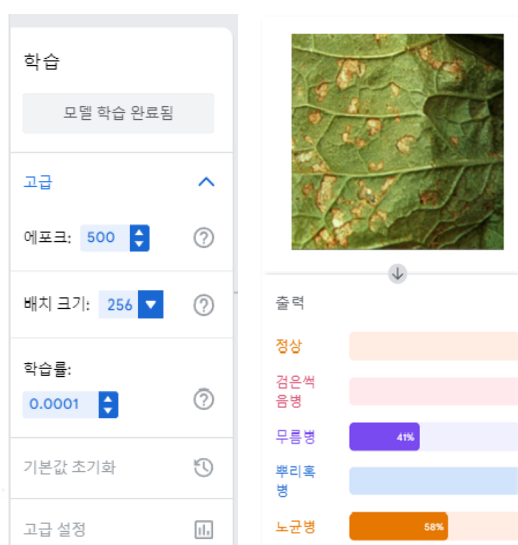 학습
모델 학습 완료됨
고급
에포크: 500
배치 크기: 256
학습률:
0.0001
기본값 초기화
고급 설정
출력
정상
검은썩
음병
무름병 41%
뿌리혹
병
노균병 58%